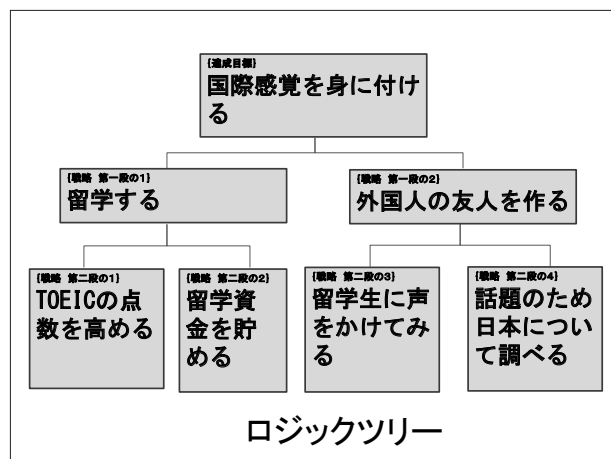 {達成目標}
国際感覚を身に付け
る
{戦略 第一段の1}
留学する
{戦略 第一段の2}
外国人の友人を作る
{戦略 第二段の1}
TOEICの点
数を高める
{戦略 第二段の2}
留学資
金を貯
める
{戦略 第二段の3}
留学生に声
をかけてみ
る
{戦略 第二段の4}
話題のため
日本につい
て調べる
ロジックツリー